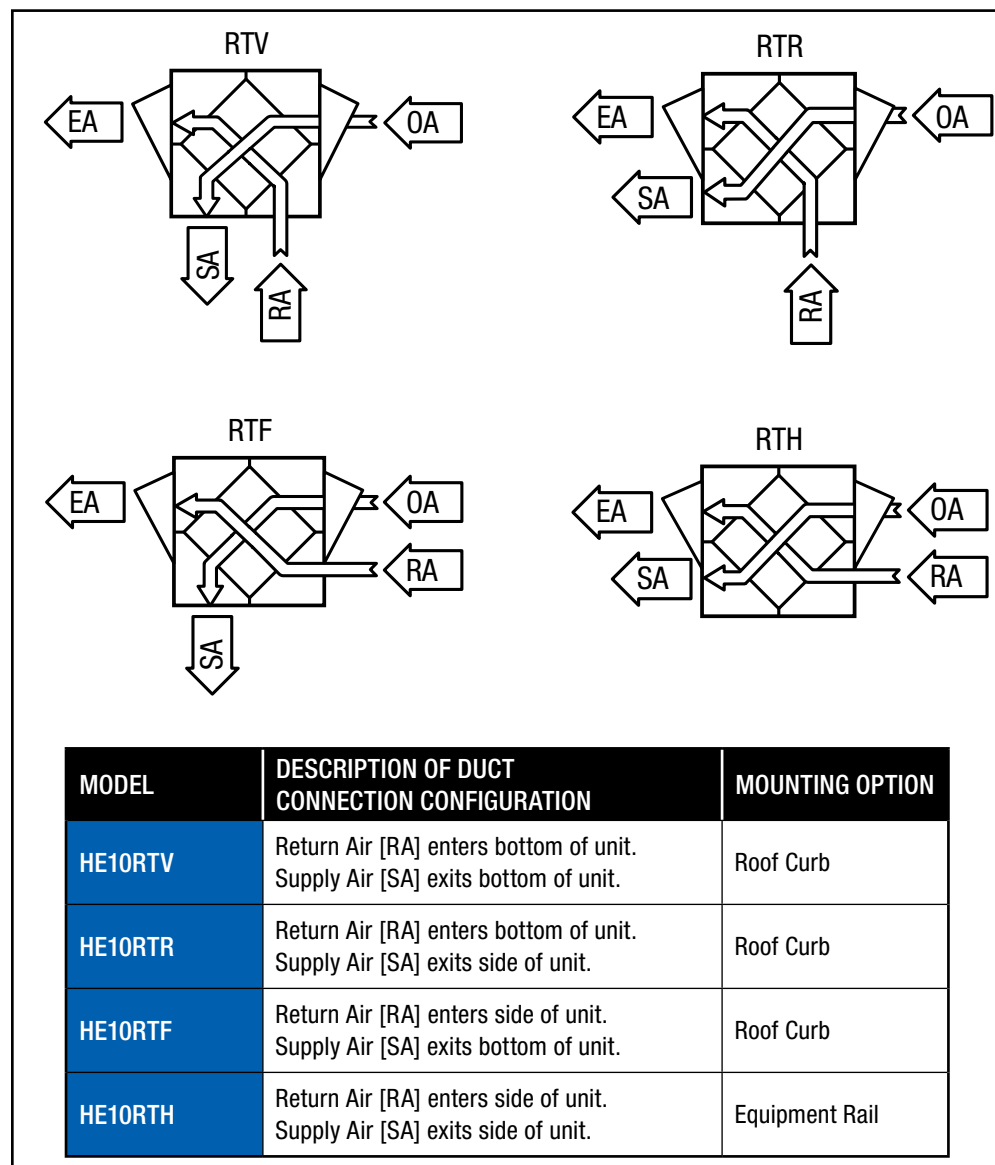 RTV
EA
OA
SA
RA
RTR
EA
OA
SA
RA
RTF
EA
OA
RA
SA
RTH
EA
OA
SA
RA
MODEL
DESCRIPTION OF DUCT
CONNECTION CONFIGURATION
MOUNTING OPTION
HE10RTV
Return Air [RA] enters bottom of unit.
Supply Air [SA] exits bottom of unit.
Roof Curb
HE10RTR
Return Air [RA] enters bottom of unit.
Supply Air [SA] exits side of unit.
Roof Curb
HE10RTF
Return Air [RA] enters side of unit.
Supply Air [SA] exits bottom of unit.
Roof Curb
HE10RTH
Return Air [RA] enters side of unit.
Supply Air [SA] exits side of unit.
Equipment Rail